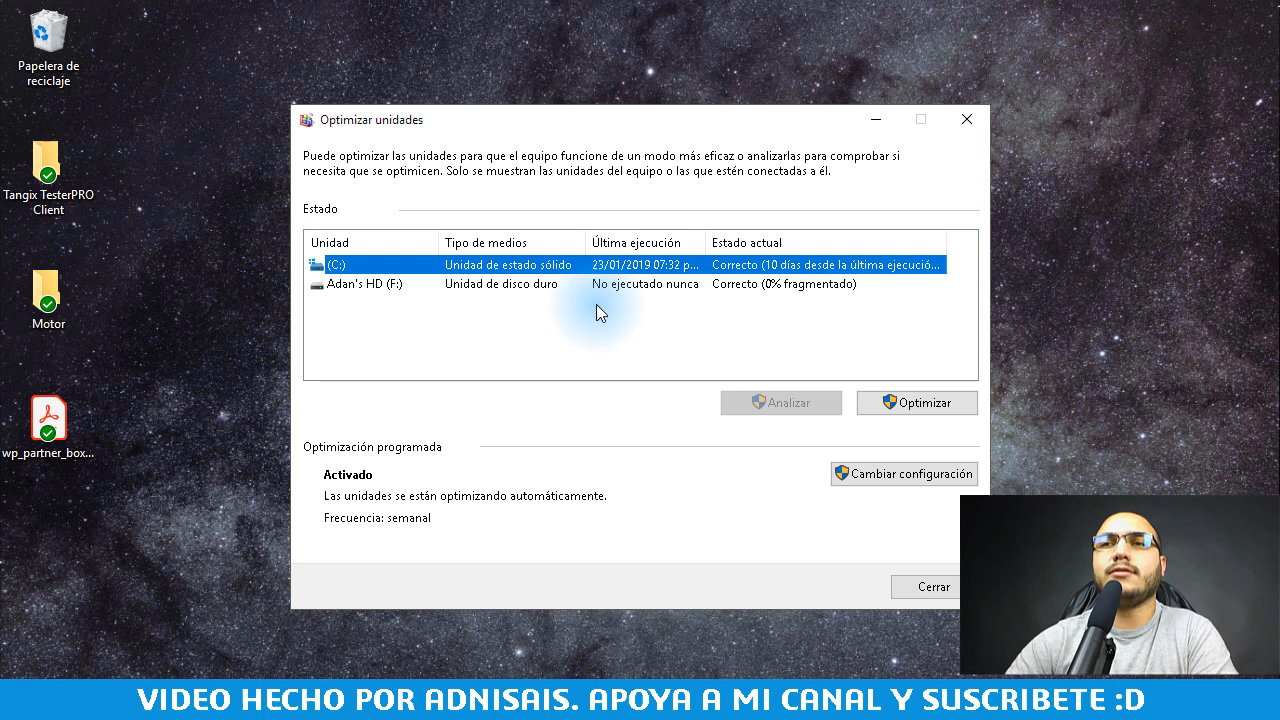 Papelera de
reciclaje
Tangix TesterPRO
Client
Motor
wp_partner_box...
Optimizar unidades
Puede optimizar las unidades para que el equipo funcione de un modo más eficaz o analizarlas para comprobar si
necesita que se optimicen. Solo se muestran las unidades del equipo o las que estén conectadas a él.
Estado
Unidad Tipo de medios Última ejecución Estado actual
(C:) Unidad de estado sólido 23/01/2019 07:32 p... Correcto (10 días desde la última ejecució...
Adan's HD (F:) Unidad de disco duro No ejecutado nunca Correcto (0% fragmentado)
Analizar Optimizar
Optimización programada
Activado
Cambiar configuración
Las unidades se están optimizando automáticamente.
Frecuencia: semanal
Cerrar
VIDEO HECHO POR ADNISAIS. APOYA A MI CANAL Y SUSCRIBETE :D